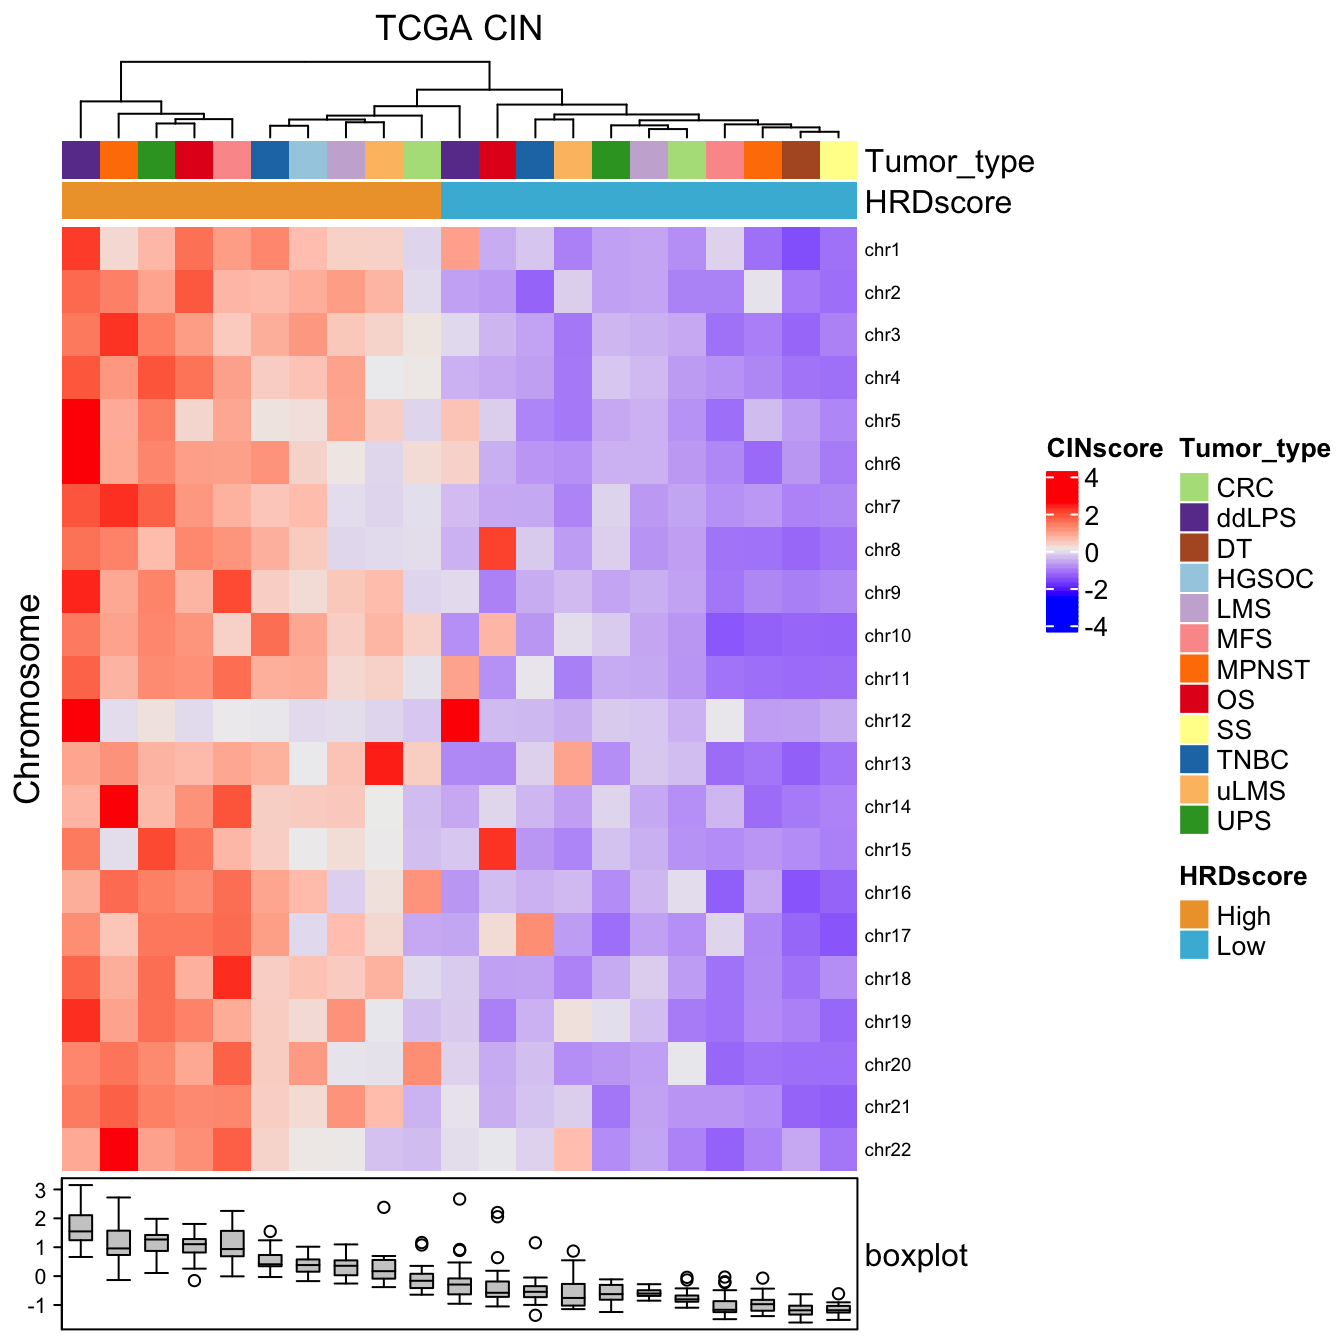 TCGA CIN
Tumor_type
HRDscore
chr1
chr2
chr3
chr4
chr5
chr6
chr7
chr8
chr9
chr10
chr11
chr12
chr13
chr14
chr15
chr16
chr17
chr18
chr19
chr20
chr21
chr22
Chromosome
3
2
1
0
-1
boxplot
CINscore
4
2
0
-2
-4
Tumor_type
CRC
ddLPS
DT
HGSOC
LMS
MFS
MPNST
OS
SS
TNBC
uLMS
UPS
HRDscore
High
Low